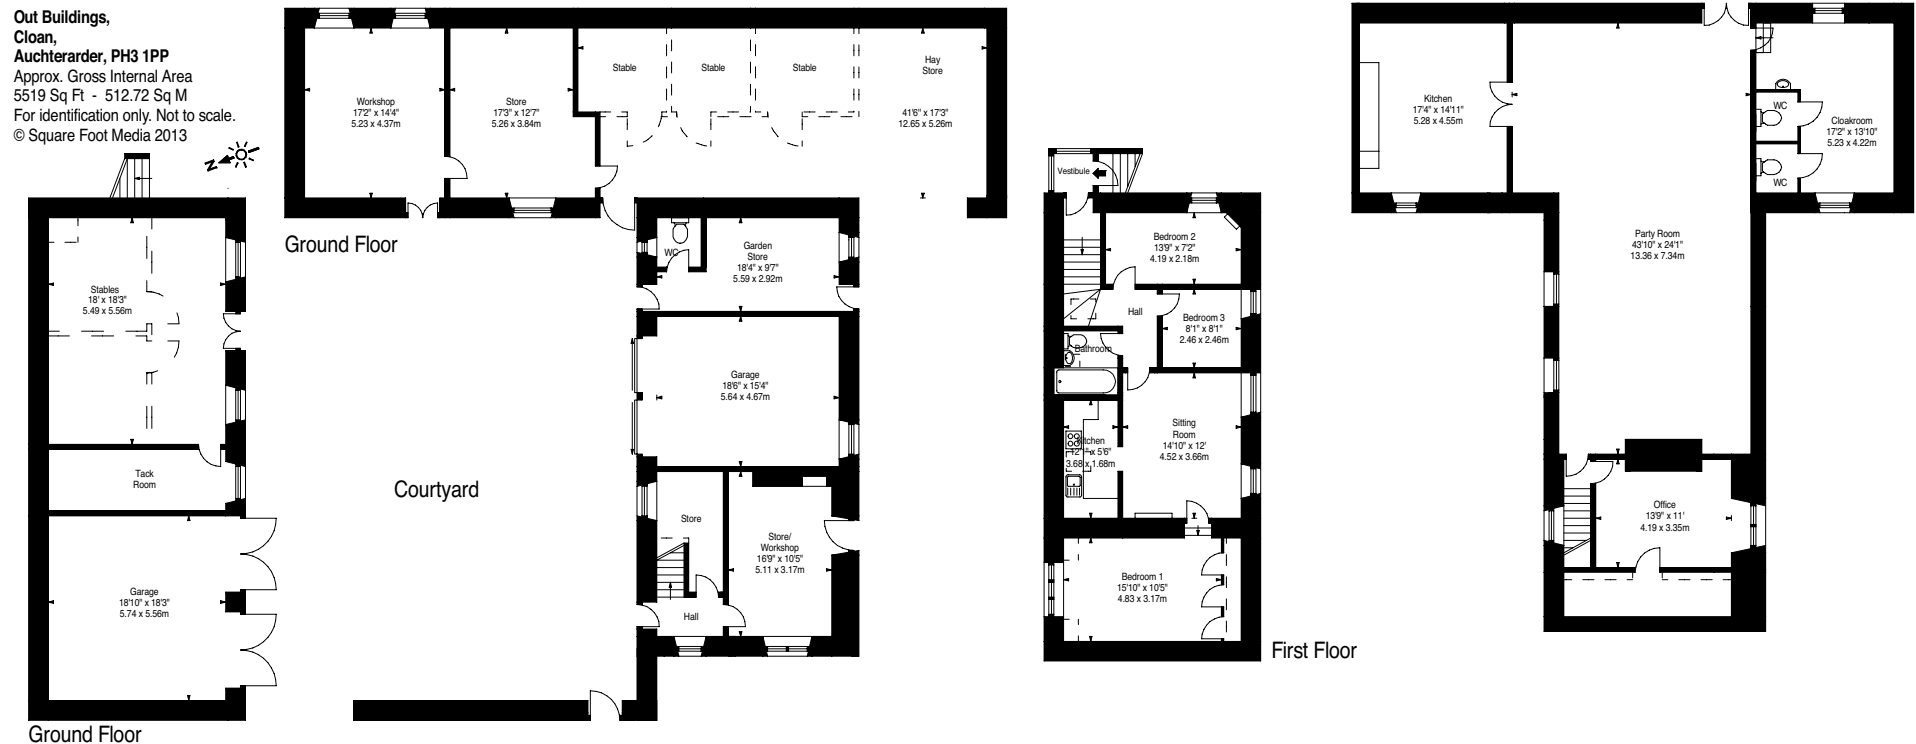 Out Buildings,
Cloan,
Auchterarder, PH3 1PP
Approx. Gross Internal Area
5519 Sq Ft - 512.72 Sq M
For identification only. Not to scale.
© Square Foot Media 2013
N
Stables
18' x 18'3"
5.49 x 5.56m
Tack
Room
Garage
18'10" x 18'3"
5.74 x 5.56m
Ground Floor
Workshop
17'2" x 14'4"
5.23 x 4.37m
Store
17'3" x 12'7"
5.26 x 3.84m
Stable
Stable
Stable
Hay
Store
41'6" x 17'3"
12.65 x 5.26m
Ground Floor
WC
Garden
Store
18'4" x 9'7"
5.59 x 2.92m
Garage
18'6" x 15'4"
5.64 x 4.67m
Courtyard
Store
Store/
Workshop
16'9" x 10'5"
5.11 x 3.17m
Hall
Vestibule
Bedroom 2
13'9" x 7'2"
4.19 x 2.18m
Hall
Bedroom 3
8'1" x 8'1"
2.46 x 2.46m
Bathroom
Sitting
Room
14'10" x 12'
4.52 x 3.66m
Kitchen
x 5'6"
3.68 x 1.68m
Bedroom 1
15'10" x 10'5"
4.83 x 3.17m
First Floor
Kitchen
17'4" x 14'11"
5.28 x 4.55m
WC
Cloakroom
17'2" x 13'10"
5.23 x 4.22m
WC
Party Room
43'10" x 24'1"
13.36 x 7.34m
Office
13'9" x 11'
4.19 x 3.35m